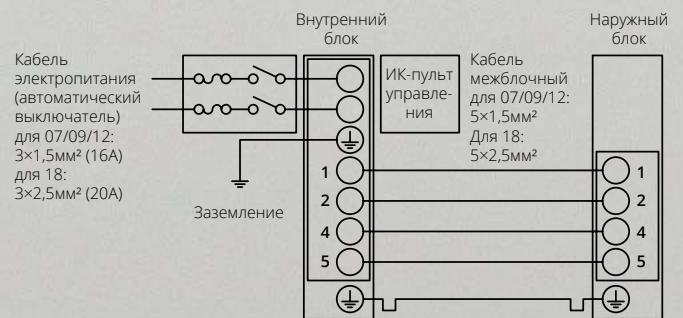 Внутренний
блок
Наружный
блок
Кабель
электропитания
(автоматический
выключатель)
для 07/09/12:
3×1,5мм² (16А)
для 18:
3×2,5мм² (20А)
ИК-пульт
управле-
ния
Кабель
межблочный
для 07/09/12:
5×1,5мм²
Для 18:
5×2,5мм²
Заземление
1
2
4
5
1
2
4
5